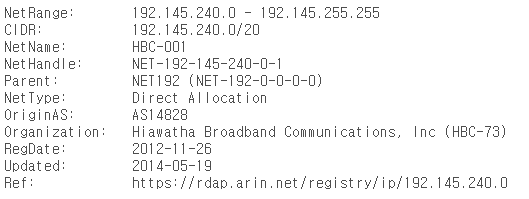 NetRange: 192.145.240.0 - 192.145.255.255
CIDR: 192.145.240.0/20
NetName: HBC-001
NetHandle: NET-192-145-240-0-1
Parent: NET192 (NET-192-0-0-0-0)
NetType: Direct Allocation
OriginAS: AS14828
Organization: Hiawatha Broadband Communications, Inc (HBC-73)
RegDate: 2012-11-26
Updated: 2014-05-19
Ref: https://rdap.arin.net/registry/ip/192.145.240.0